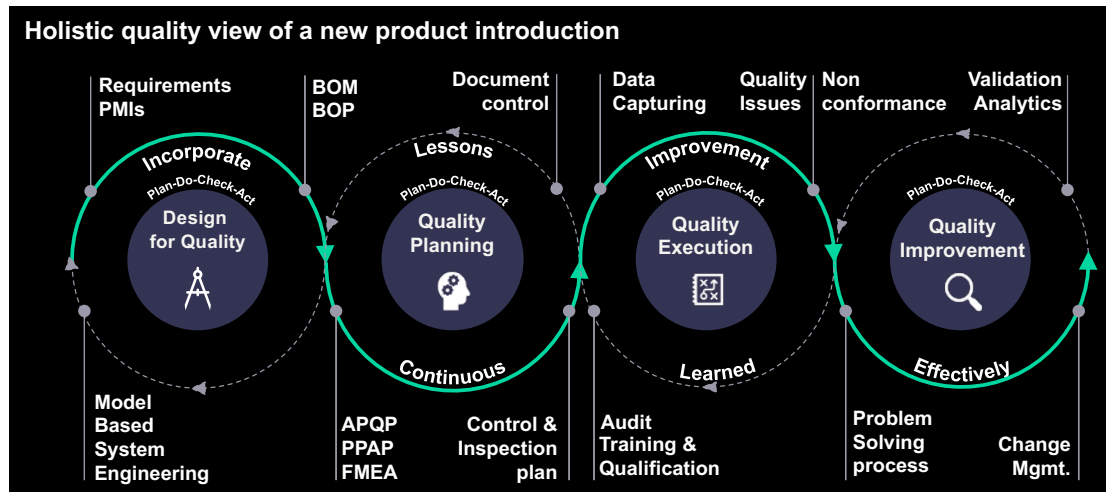 Holistic quality view of a new product introduction
Requirements
PMIs
BOM
BOP
Document
control
Data
Capturing
Quality
Issues
Non
conformance
Validation
Analytics
Incorporate
Plan-Do-Check-Act
Design
for Quality
Lessons
Plan-Do-Check-Act
Quality
Planning
Continuous
Improvement
Plan-Do-Check-Act
Quality
Execution
Learned
Plan-Do-Check-Act
Quality
Improvement
Effectively
Model
Based
System
Engineering
APQP
PPAP
FMEA
Control &
Inspection
plan
Audit
Training &
Qualification
Problem
Solving
process
Change
Mgmt.